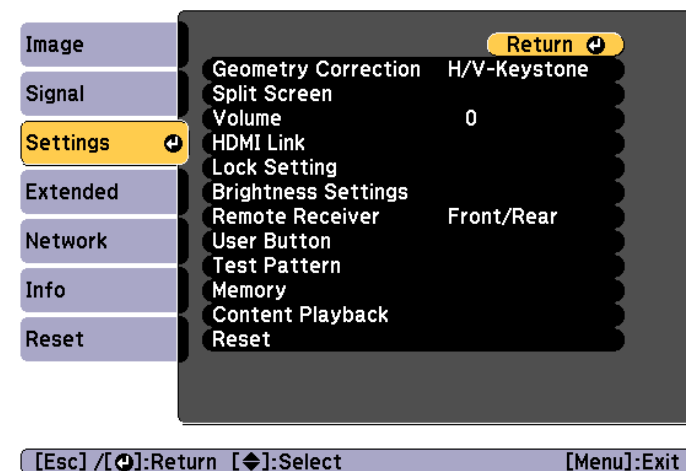 Image
Signal
Settings
Extended
Network
Info
Reset
Return
Geometry Correction H/V-Keystone
Split Screen
Volume 0
HDMI Link
Lock Setting
Brightness Settings
Remote Receiver Front/Rear
User Button
Test Pattern
Memory
Content Playback
Reset
[Esc] /[⏎]:Return [◆]:Select [Menu]:Exit